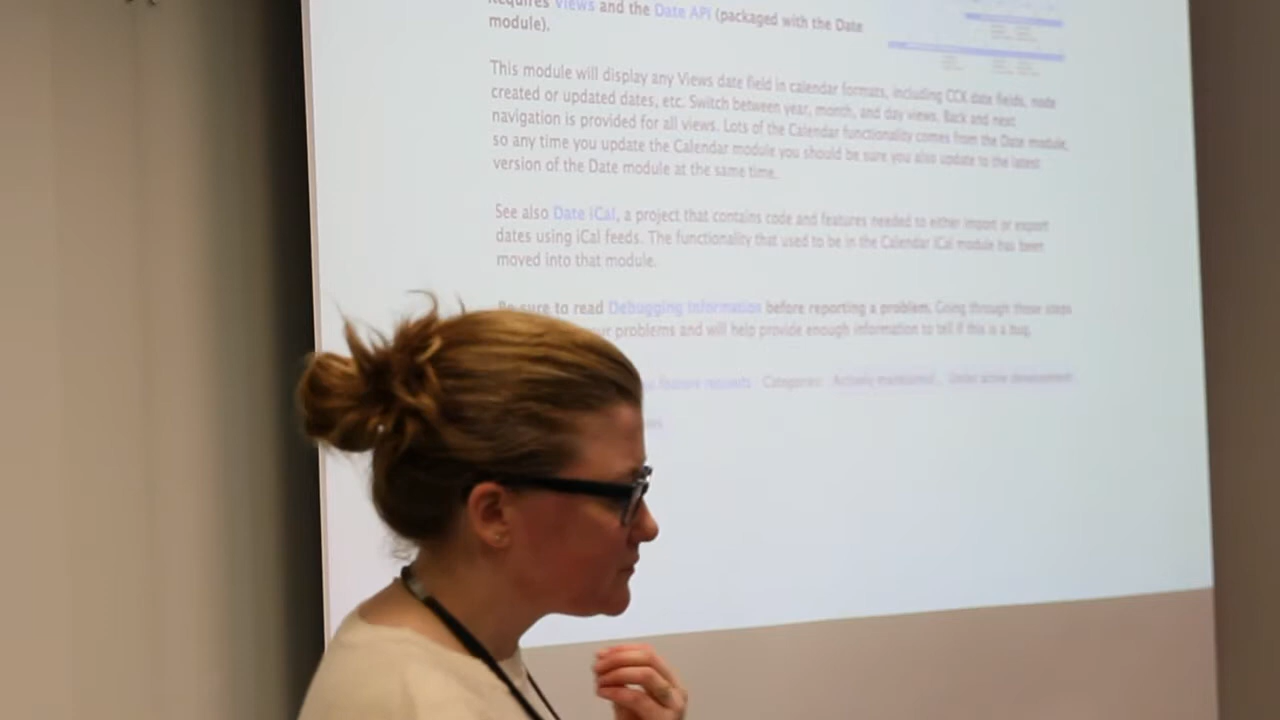 Requires Views and the Date API (packaged with the Date
module).
This module will display any Views date field in calendar formats, including CCK date fields, node
created or updated dates, etc. Switch between year, month, and day views. Back and next
navigation is provided for all views. Lots of the Calendar functionality comes from the Date module,
so any time you update the Calendar module you should be sure you also update to the latest
version of the Date module at the same time.
See also Date iCal, a project that contains code and features needed to either import or export
dates using iCal feeds. The functionality that used to be in the Calendar iCal module has been
moved into that module.
Be sure to read Debugging Information before reporting a problem. Going through those steps
problems and will help provide enough information to tell if this is a bug.
feature requests Categories: Actively maintained, Under active development